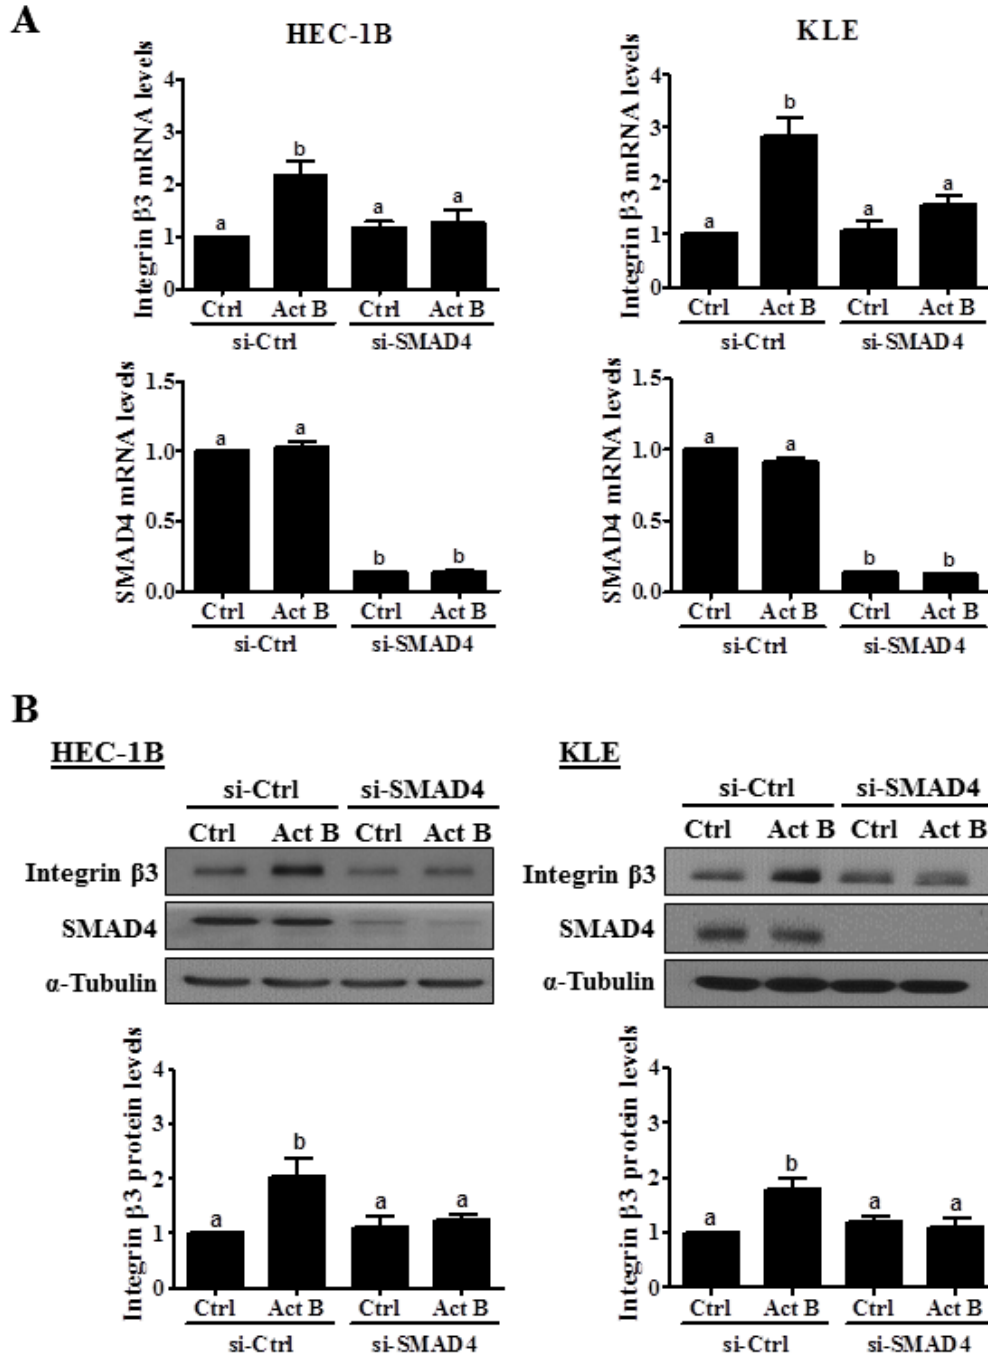 A
HEC-1B
KLE
Integrin β3 mRNA levels
4
3
2
1
0
a
b
a
a
Ctrl Act B Ctrl Act B
si-Ctrl si-SMAD4
Integrin β3 mRNA levels
4
3
2
1
0
a
b
a
a
Ctrl Act B Ctrl Act B
si-Ctrl si-SMAD4
SMAD4 mRNA levels
1.5
1.0
0.5
0.0
a
a
b
b
Ctrl Act B Ctrl Act B
si-Ctrl si-SMAD4
SMAD4 mRNA levels
1.5
1.0
0.5
0.0
a
a
b
b
Ctrl Act B Ctrl Act B
si-Ctrl si-SMAD4
B
HEC-1B
si-Ctrl si-SMAD4
Ctrl Act B Ctrl Act B
Integrin β3
SMAD4
α-Tubulin
KLE
si-Ctrl si-SMAD4
Ctrl Act B Ctrl Act B
Integrin β3
SMAD4
α-Tubulin
Integrin β3 protein levels
4
3
2
1
0
a
b
a
a
Ctrl Act B Ctrl Act B
si-Ctrl si-SMAD4
Integrin β3 protein levels
4
3
2
1
0
a
b
a
a
Ctrl Act B Ctrl Act B
si-Ctrl si-SMAD4